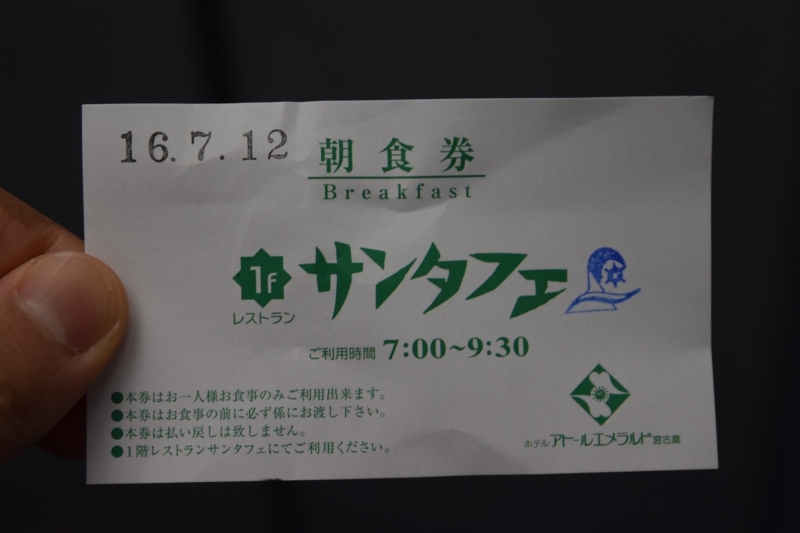 16.7.12
朝食券
Breakfast
1f
サンタフェ
レストラン
ご利用時間 7:00~9:30
●本券はお一人様お食事のみご利用出来ます。
●本券はお食事の前に必ず係にお渡し下さい。
●本券は払い戻しは致しません。
●1階レストランサンタフェにてご利用ください。
ホテル アトールエメラルド 宮古島